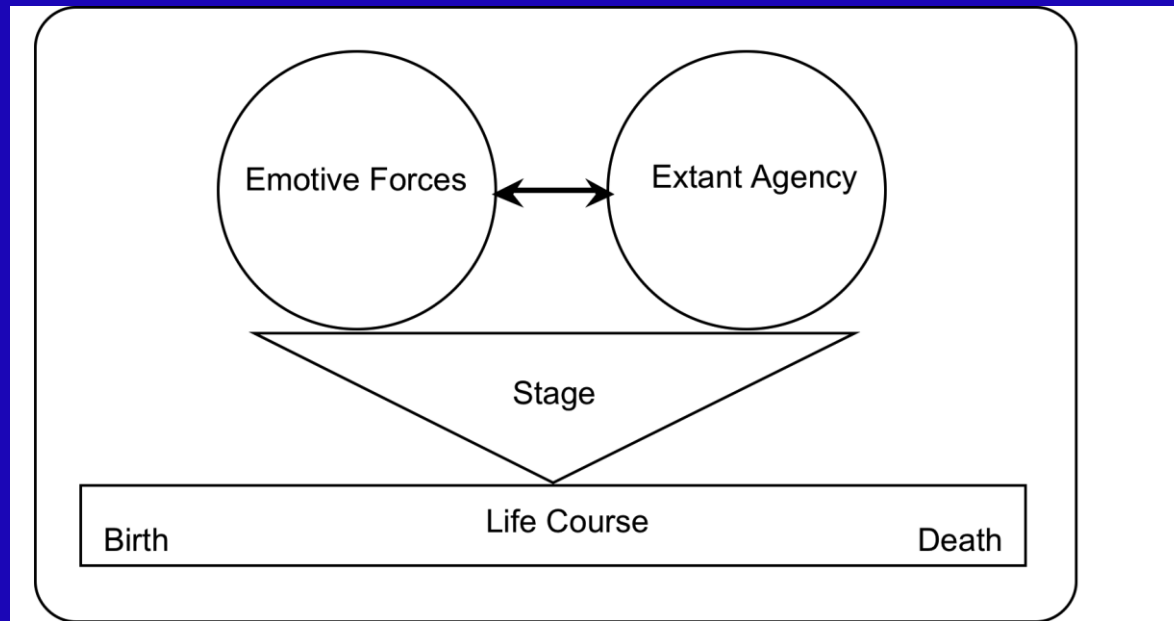 Emotive Forces
Extant Agency
Stage
Life Course
Birth
Death